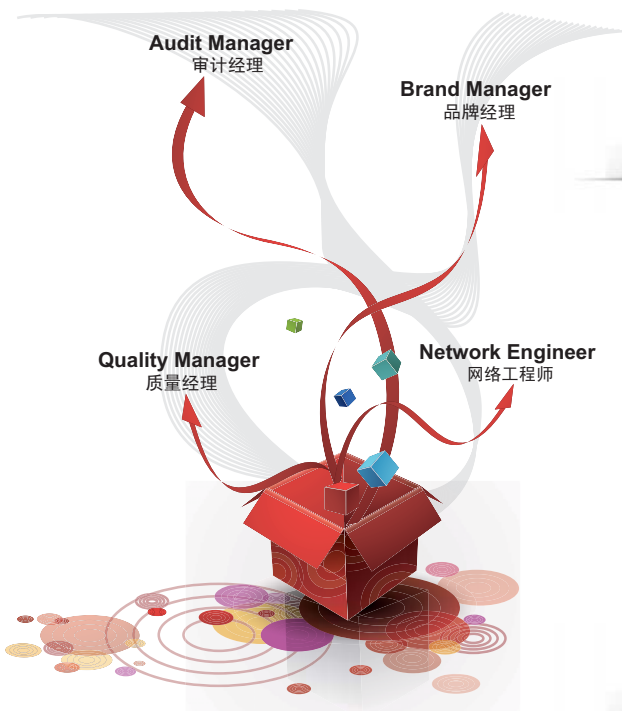 Audit Manager
审计经理
Brand Manager
品牌经理
Quality Manager
质量经理
Network Engineer
网络工程师